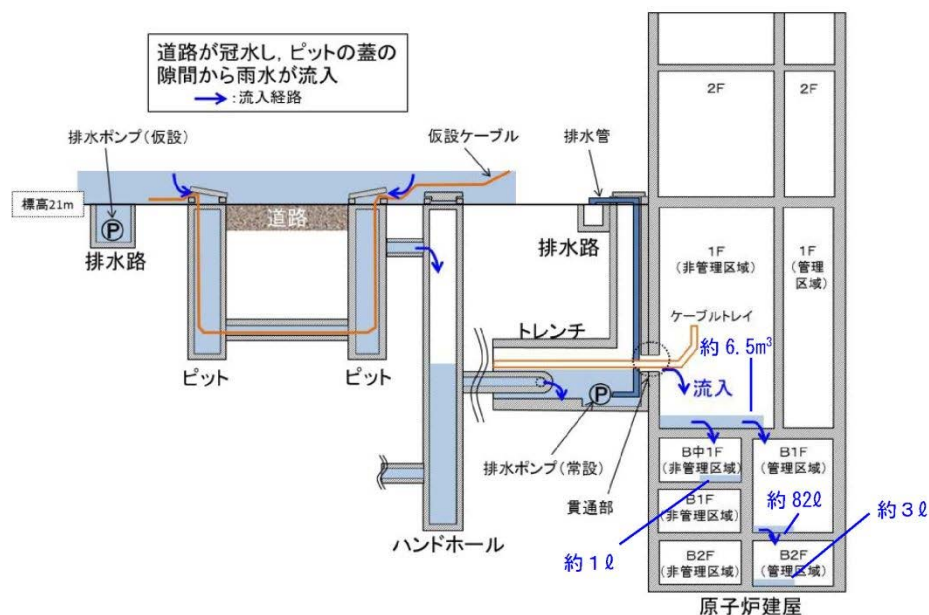 道路が冠水し，ピットの蓋の
隙間から雨水が流入
：流入経路
2F
2F
排水ポンプ（仮設）
仮設ケーブル
排水管
標高21m
P
道路
排水路
排水路
1F
（非管理区域）
1F
（管理
区域）
ケーブルトレイ
トレンチ
約6.5m³
ピット
ピット
流入
P
排水ポンプ（常設）
貫通部
B中1F
（非管理区域）
B1F
（管理区域）
B1F
（非管理区域）
約82ℓ
約3ℓ
ハンドホール
約1ℓ
B2F
（非管理区域）
B2F
（管理区域）
原子炉建屋